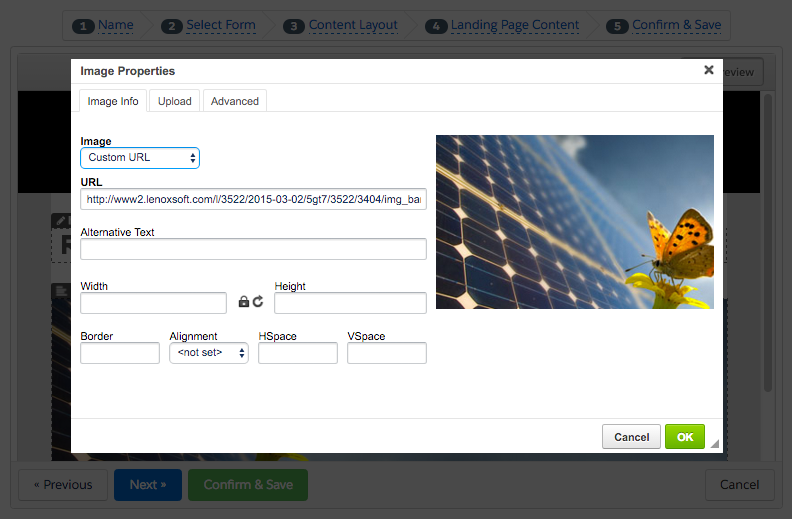 1 Name 2 Select Form 3 Content Layout 4 Landing Page Content 5 Confirm & Save
Image Properties
Image Info Upload Advanced
Image
Custom URL
URL
http://www2.lenoxsoft.com/l/3522/2015-03-02/5gt7/3522/3404/img_ba
Alternative Text
Width Height
Border Alignment HSpace VSpace
<not set>
Cancel OK
« Previous Next » Confirm & Save Cancel